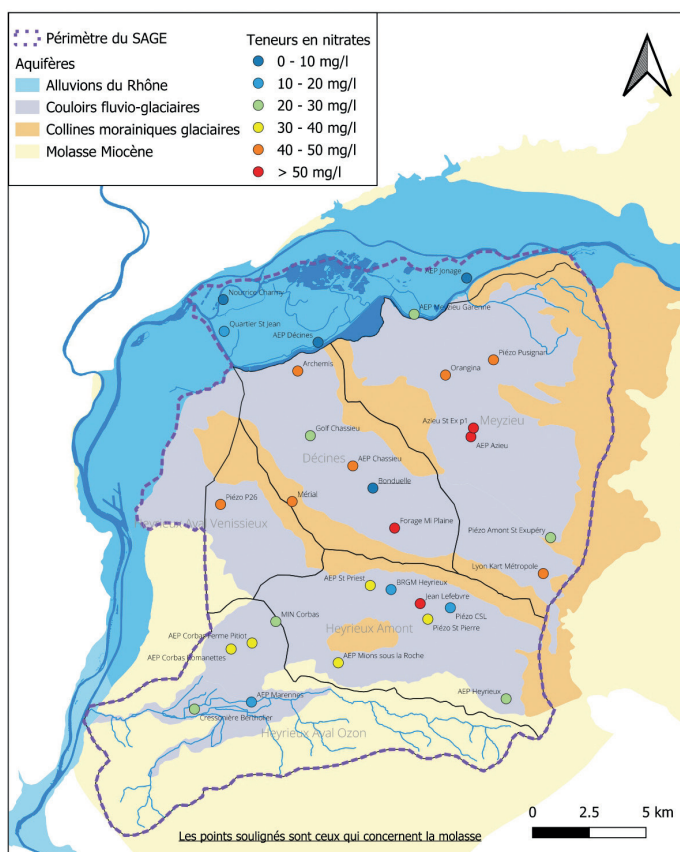 Périmètre du SAGE
Aquifères
Alluvions du Rhône
Couloirs fluvio-glaciaires
Collines morainiques glaciaires
Molasse Miocène
Teneurs en nitrates
0 - 10 mg/l
10 - 20 mg/l
20 - 30 mg/l
30 - 40 mg/l
40 - 50 mg/l
> 50 mg/l
AEP Jonage
Nourrice Charmy
AEP Meyzieu Garenne
Quartier St Jean
AEP Décines
Piézo Pusignan
Archemis
Orangina
Azieu St Ex p1
Meyzieu
AEP Azieu
Golf Chassieu
Décines
AEP Chassieu
Bonduelle
Piézo P26
Mérial
Heyrieux Aval Venissieux
Forage Mi Plaine
Piézo Amont St Exupéry
Lyon Kart Métropole
AEP St Priest
BRGM Heyrieux
Jean Lefebvre
Piézo CSL
Piézo St Pierre
MIN Corbas
Heyrieux Amont
AEP Corbas Ferme Pitiot
AEP Corbas Romanettes
AEP Mions sous la Roche
AEP Marennes
AEP Heyrieux
Cressonière Bertholier
Heyrieux Aval Ozon
0 2.5 5 km
Les points soulignés sont ceux qui concernent la molasse